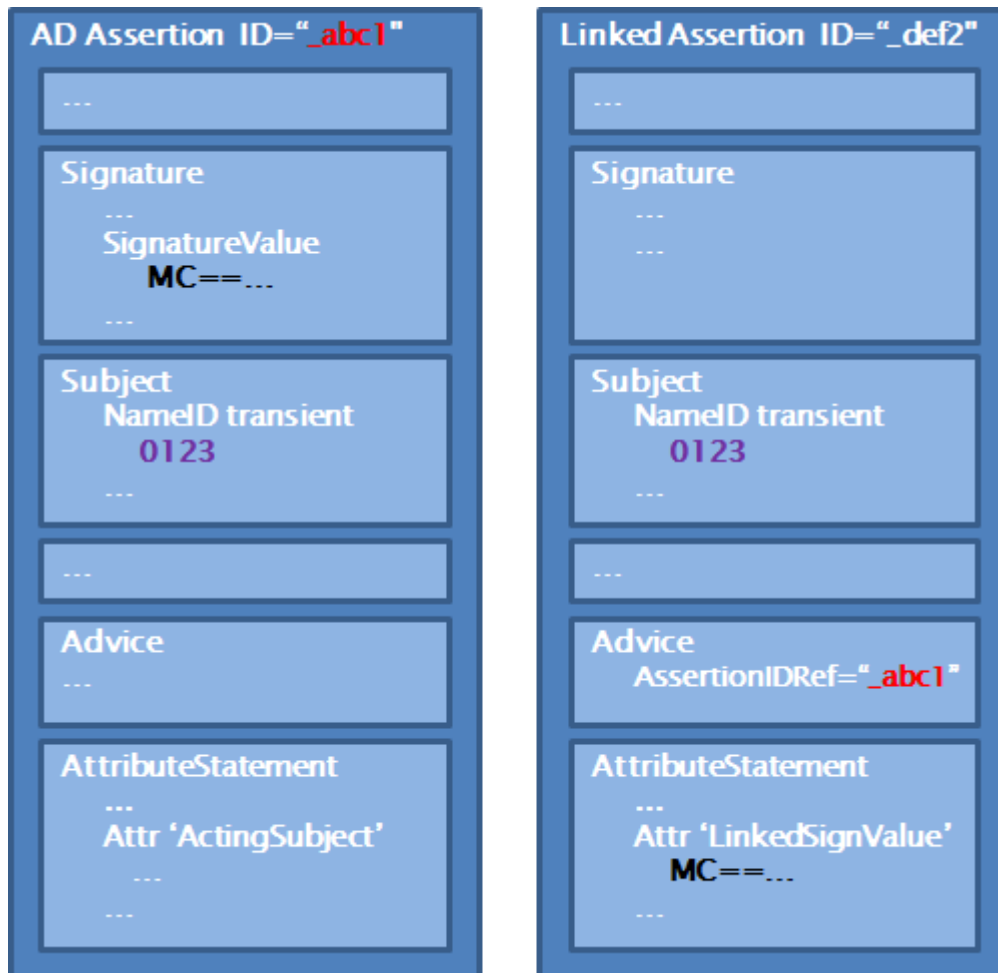 AD Assertion ID=“_abc1"
...
Signature
...
SignatureValue
MC==...
...
Subject
NameID transient
0123
...
...
Advice
...
AttributeStatement
...
Attr ‘ActingSubject’
...
...
Linked Assertion ID=“_def2"
...
Signature
...
...
Subject
NameID transient
0123
...
...
Advice
AssertionIDRef=“_abc1"
AttributeStatement
...
Attr ‘LinkedSignValue’
MC==...
...